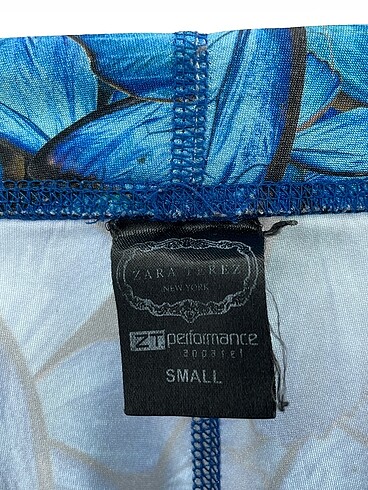 ZARA TEREZ
NEW YORK
ZT performance
apparel
SMALL